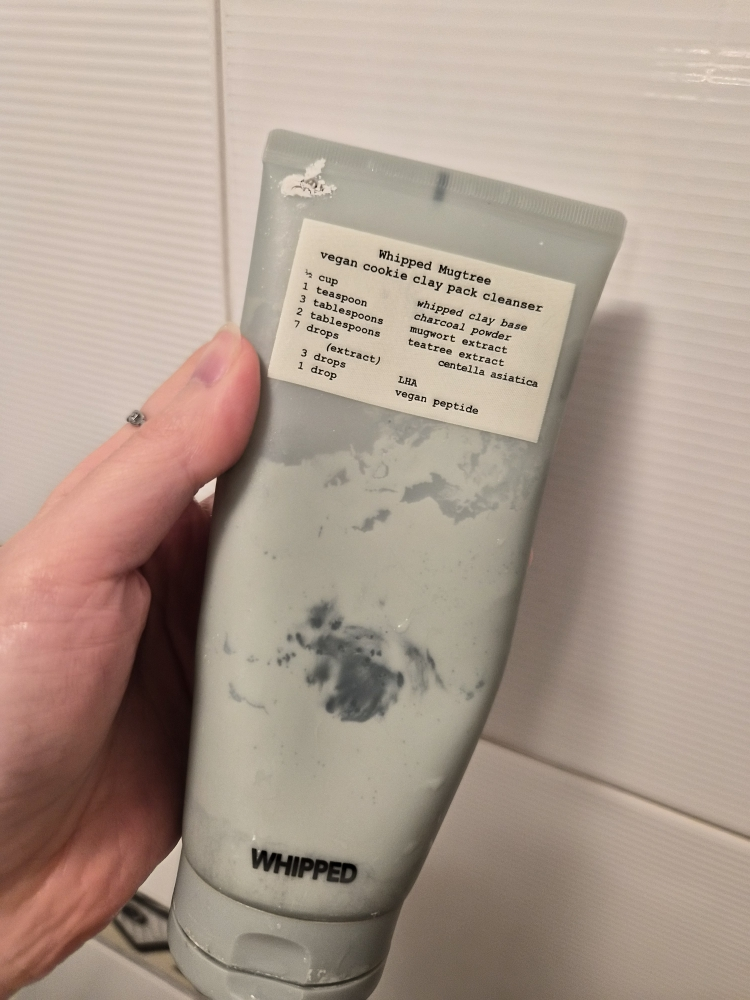 Whipped Mugtree
vegan cookie clay pack cleanser
½ cup whipped clay base
1 teaspoon charcoal powder
3 tablespoons mugwort extract
2 tablespoons teatree extract
7 drops centella asiatica
(extract)
3 drops LHA
1 drop vegan peptide
WHIPPED
WHIPPED